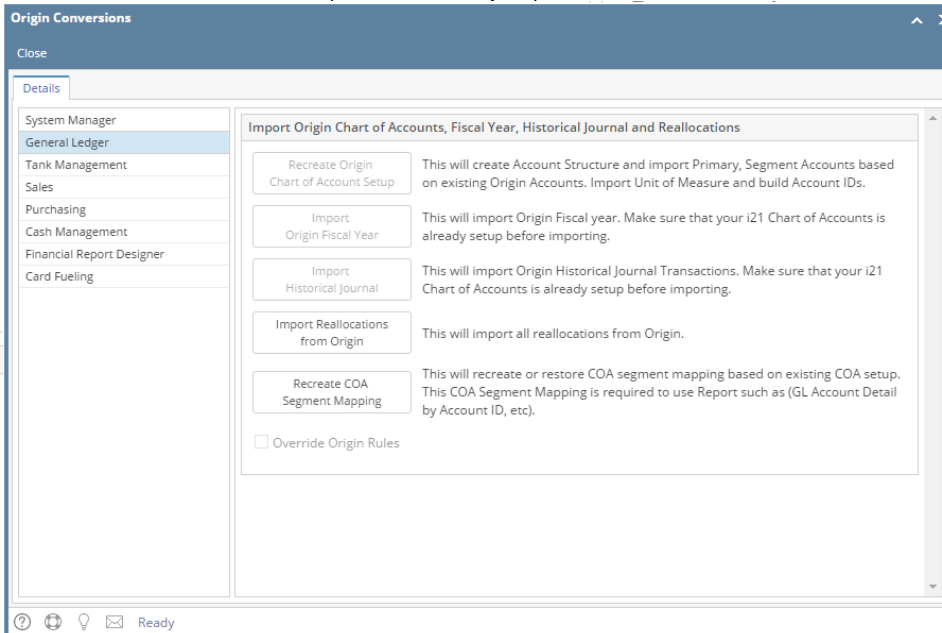 Origin Conversions
Close
Details
System Manager
General Ledger
Tank Management
Sales
Purchasing
Cash Management
Financial Report Designer
Card Fueling
Import Origin Chart of Accounts, Fiscal Year, Historical Journal and Reallocations
Recreate Origin
Chart of Account Setup
This will create Account Structure and import Primary, Segment Accounts based
on existing Origin Accounts. Import Unit of Measure and build Account IDs.
Import
Origin Fiscal Year
This will import Origin Fiscal year. Make sure that your i21 Chart of Accounts is
already setup before importing.
Import
Historical Journal
This will import Origin Historical Journal Transactions. Make sure that your i21
Chart of Accounts is already setup before importing.
Import Reallocations
from Origin
This will import all reallocations from Origin.
Recreate COA
Segment Mapping
This will recreate or restore COA segment mapping based on existing COA setup.
This COA Segment Mapping is required to use Report such as (GL Account Detail
by Account ID, etc).
Override Origin Rules
Ready